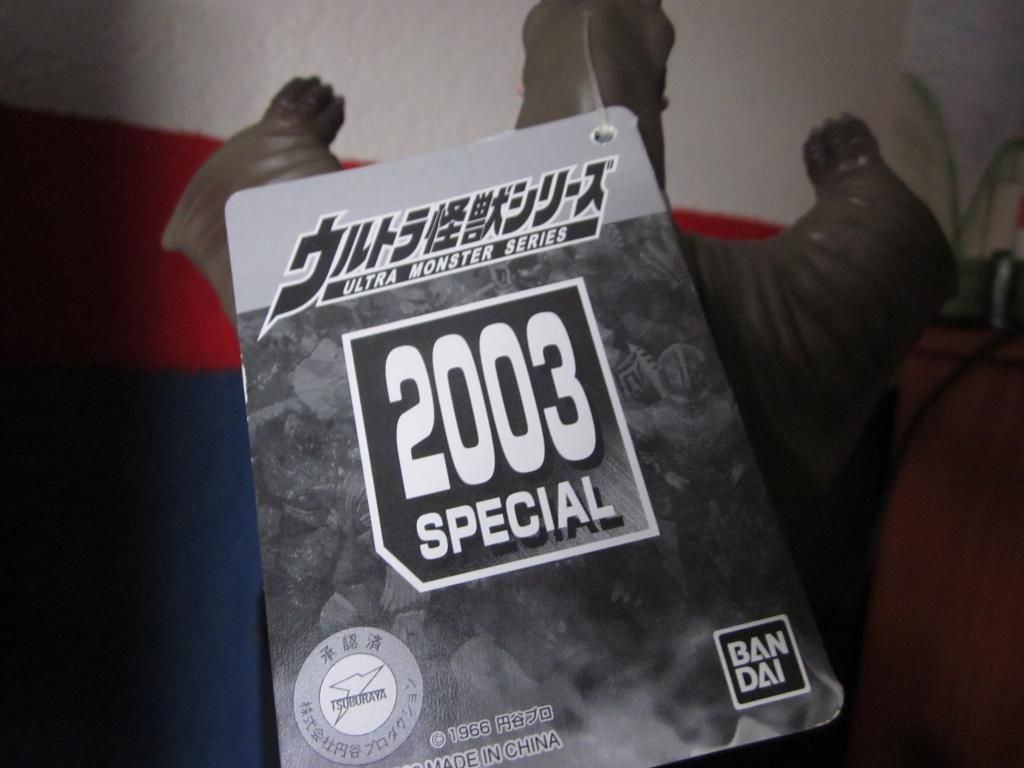 ウルトラ怪獣シリーズ
ULTRA MONSTER SERIES
2003
SPECIAL
BAN
DAI
承認済
TSUBURAYA
株式会社円谷プロダクション
© 1966 円谷プロ
MADE IN CHINA